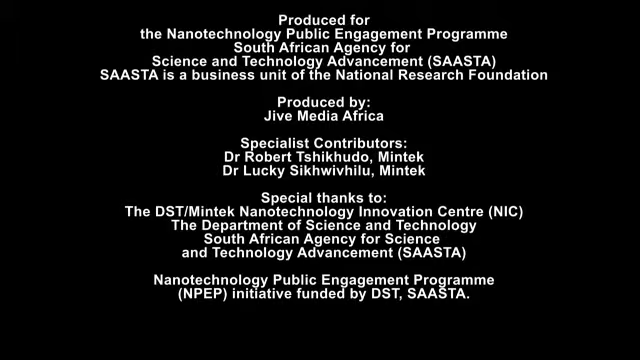 Produced for
the Nanotechnology Public Engagement Programme
South African Agency for
Science and Technology Advancement (SAASTA)
SAASTA is a business unit of the National Research Foundation
Produced by:
Jive Media Africa
Specialist Contributors:
Dr Robert Tshikhudo, Mintek
Dr Lucky Sikhwivhilu, Mintek
Special thanks to:
The DST/Mintek Nanotechnology Innovation Centre (NIC)
The Department of Science and Technology
South African Agency for Science
and Technology Advancement (SAASTA)
Nanotechnology Public Engagement Programme
(NPEP) initiative funded by DST, SAASTA.